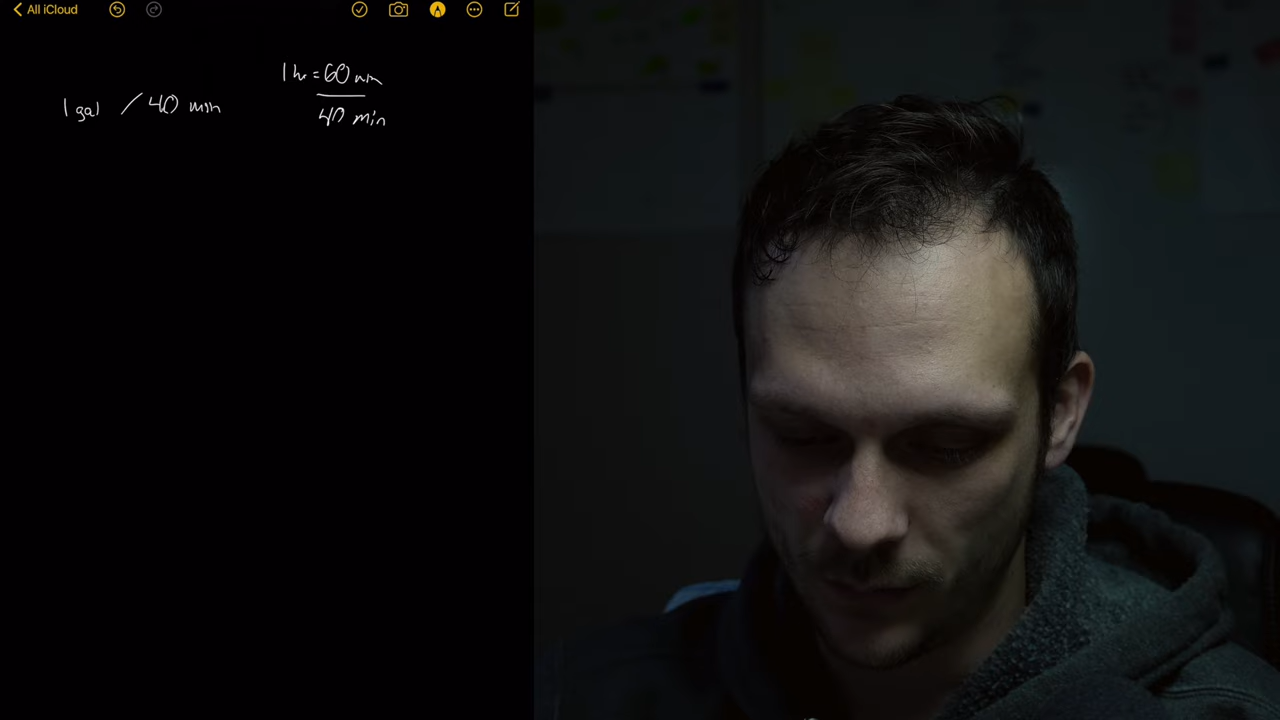 All iCloud
1 hr = 60 min
1 gal / 40 min
40 min